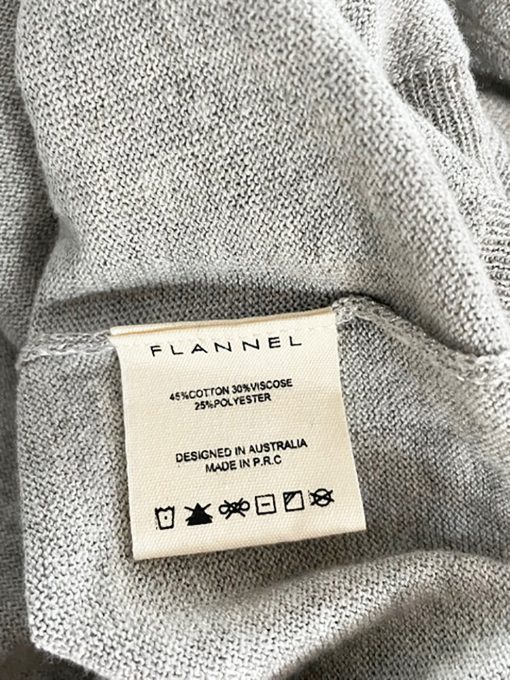 FLANNEL
45%COTTON 30%VISCOSE
25%POLYESTER
DESIGNED IN AUSTRALIA
MADE IN P.R.C